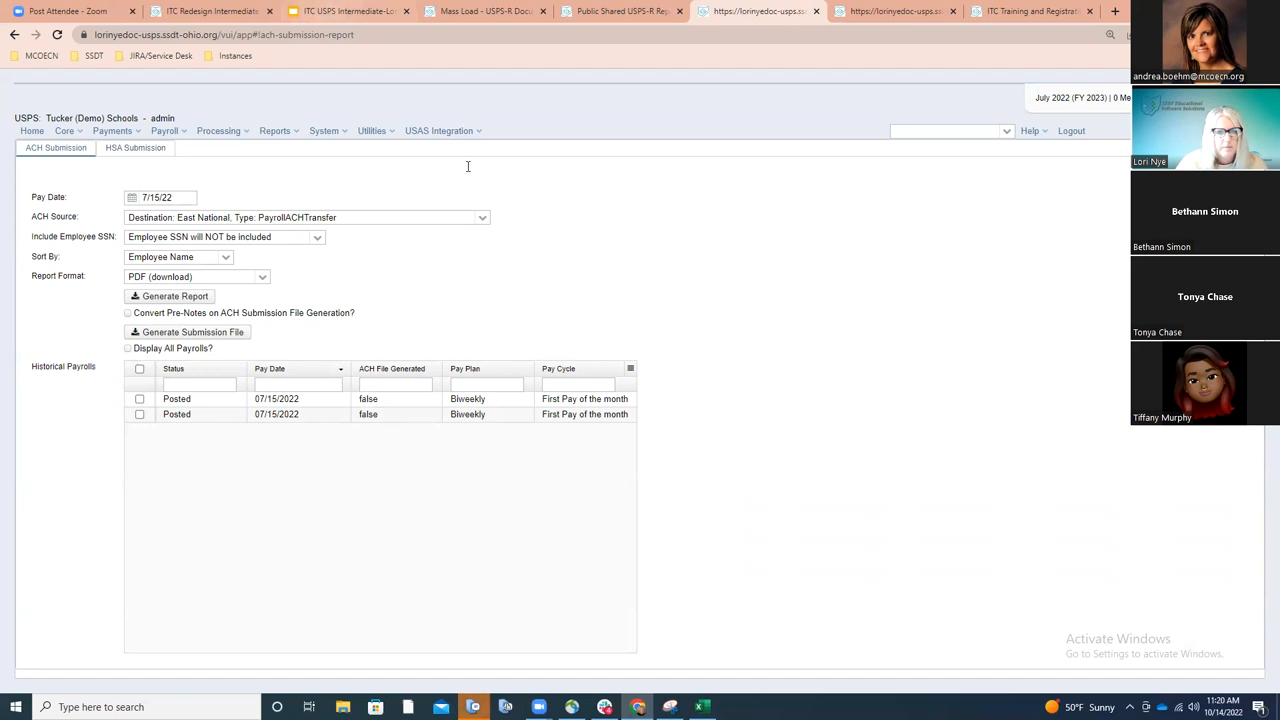 ITC Redesign Intermediate
ITC USPS Intermediate-Lo
Mass Load - USPS-R Docu
Public Shared USPS-R Rep
https://lorinyedoc-usps.ssd
https://lorinyedoc-usps.ssd
ITC Training and Registrat
lorinyedoc-usps.ssdt-ohio.org/vui/app#!ach-submission-report
MCOECN
SSDT
JIRA/Service Desk
Instances
andrea.boehm@mcoecn.org
July 2022 (FY 2023) | 0 Me
USPS: Tucker (Demo) Schools - admin
Home Core Payments Payroll Processing Reports System Utilities USAS Integration Help Logout
ACH Submission HSA Submission
Lori Nye
Pay Date: 7/15/22
ACH Source: Destination: East National, Type: PayrollACHTransfer
Include Employee SSN: Employee SSN will NOT be included
Sort By: Employee Name
Report Format: PDF (download)
Generate Report
Convert Pre-Notes on ACH Submission File Generation?
Generate Submission File
Display All Payrolls?
Historical Payrolls
Status Pay Date ACH File Generated Pay Plan Pay Cycle
Posted 07/15/2022 false Biweekly First Pay of the month
Posted 07/15/2022 false Biweekly First Pay of the month
Bethann Simon
Bethann Simon
Tonya Chase
Tonya Chase
Tiffany Murphy
Activate Windows
Go to Settings to activate Windows.
Type here to search
50°F Sunny
11:20 AM
10/14/2022